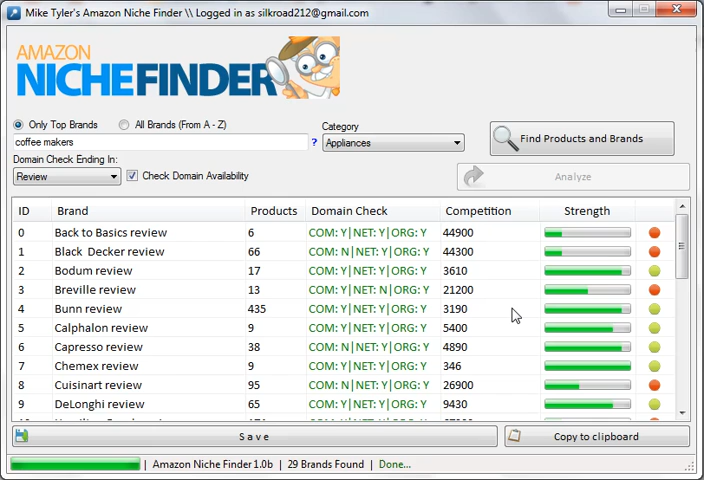 Mike Tyler's Amazon Niche Finder \\ Logged in as silkroad212@gmail.com
AMAZON
NICHEFINDER
Only Top Brands All Brands (From A - Z) Category
coffee makers ? Appliances Find Products and Brands
Domain Check Ending In:
Review Check Domain Availability Analyze
ID Brand Products Domain Check Competition Strength
0 Back to Basics review 6 COM: Y|NET: Y|ORG: Y 44900
1 Black Decker review 66 COM: N|NET: Y|ORG: Y 44300
2 Bodum review 17 COM: Y|NET: Y|ORG: Y 3610
3 Breville review 13 COM: Y|NET: N|ORG: Y 21200
4 Bunn review 435 COM: Y|NET: Y|ORG: Y 3190
5 Calphalon review 9 COM: Y|NET: Y|ORG: Y 5400
6 Capresso review 38 COM: Y|NET: Y|ORG: Y 4890
7 Chemex review 9 COM: Y|NET: Y|ORG: Y 346
8 Cuisinart review 95 COM: N|NET: Y|ORG: Y 26900
9 DeLonghi review 65 COM: Y|NET: Y|ORG: Y 9430
Save Copy to clipboard
| Amazon Niche Finder 1.0b | 29 Brands Found | Done...